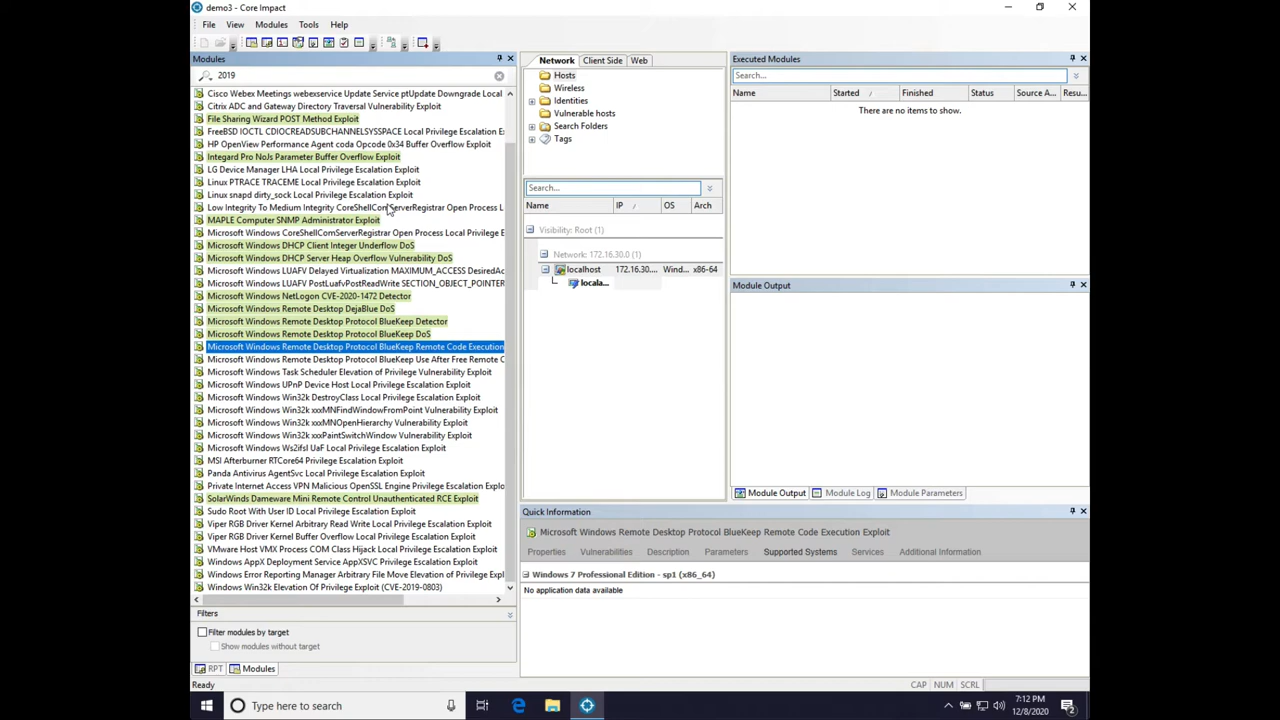 demo3 - Core Impact
File View Modules Tools Help
Modules
2019
Cisco Webex Meetings webexservice Update Service ptUpdate Downgrade Local
Citrix ADC and Gateway Directory Traversal Vulnerability Exploit
File Sharing Wizard POST Method Exploit
FreeBSD IOCTL CDIOCREADSUBCHANNELSYSSPACE Local Privilege Escalation E
HP OpenView Performance Agent coda Opcode 0x34 Buffer Overflow Exploit
Integard Pro NoJs Parameter Buffer Overflow Exploit
LG Device Manager LHA Local Privilege Escalation Exploit
Linux PTRACE TRACEME Local Privilege Escalation Exploit
Linux snapd dirty_sock Local Privilege Escalation Exploit
Low Integrity To Medium Integrity CoreShellComServerRegistrar Open Process L
MAPLE Computer SNMP Administrator Exploit
Microsoft Windows CoreShellComServerRegistrar Open Process Local Privilege E
Microsoft Windows DHCP Client Integer Underflow DoS
Microsoft Windows DHCP Server Heap Overflow Vulnerability DoS
Microsoft Windows LUAFV Delayed Virtualization MAXIMUM_ACCESS DesiredAc
Microsoft Windows LUAFV PostLuafvPostReadWrite SECTION_OBJECT_POINTER
Microsoft Windows NetLogon CVE-2020-1472 Detector
Microsoft Windows Remote Desktop DejaBlue DoS
Microsoft Windows Remote Desktop Protocol BlueKeep Detector
Microsoft Windows Remote Desktop Protocol BlueKeep DoS
Microsoft Windows Remote Desktop Protocol BlueKeep Remote Code Execution
Microsoft Windows Remote Desktop Protocol BlueKeep Use After Free Remote C
Microsoft Windows Task Scheduler Elevation of Privilege Vulnerability Exploit
Microsoft Windows UPnP Device Host Local Privilege Escalation Exploit
Microsoft Windows Win32k DestroyClass Local Privilege Escalation Exploit
Microsoft Windows Win32k xxxMNFindWindowFromPoint Vulnerability Exploit
Microsoft Windows Win32k xxxMNOpenHierarchy Vulnerability Exploit
Microsoft Windows Win32k xxxPaintSwitchWindow Vulnerability Exploit
Microsoft Windows Ws2ifsl UaF Local Privilege Escalation Exploit
MSI Afterburner RTCore64 Privilege Escalation Exploit
Panda Antivirus AgentSvc Local Privilege Escalation Exploit
Private Internet Access VPN Malicious OpenSSL Engine Privilege Escalation Exploit
SolarWinds Dameware Mini Remote Control Unauthenticated RCE Exploit
Sudo Root With User ID Local Privilege Escalation Exploit
Viper RGB Driver Kernel Arbitrary Read Write Local Privilege Escalation Exploit
Viper RGB Driver Kernel Buffer Overflow Local Privilege Escalation Exploit
VMware Host VMX Process COM Class Hijack Local Privilege Escalation Exploit
Windows AppX Deployment Service AppXSVC Privilege Escalation Exploit
Windows Error Reporting Manager Arbitrary File Move Elevation of Privilege Expl
Windows Win32k Elevation Of Privilege Exploit (CVE-2019-0803)
Filters
Filter modules by target
Show modules without target
RPT Modules
Ready
Network Client Side Web
Hosts
Wireless
Identities
Vulnerable hosts
Search Folders
Tags
Search...
Name IP OS Arch
Visibility: Root (1)
Network: 172.16.30.0 (1)
localhost 172.16.30.... Wind... x86-64
locala...
Executed Modules
Search...
Name Started Finished Status Source A... Resu...
There are no items to show.
Module Output
Module Output Module Log Module Parameters
Quick Information
Microsoft Windows Remote Desktop Protocol BlueKeep Remote Code Execution Exploit
Properties Vulnerabilities Description Parameters Supported Systems Services Additional Information
Windows 7 Professional Edition - sp1 (x86_64)
No application data available
CAP NUM SCRL
Type here to search
7:12 PM
12/8/2020
2